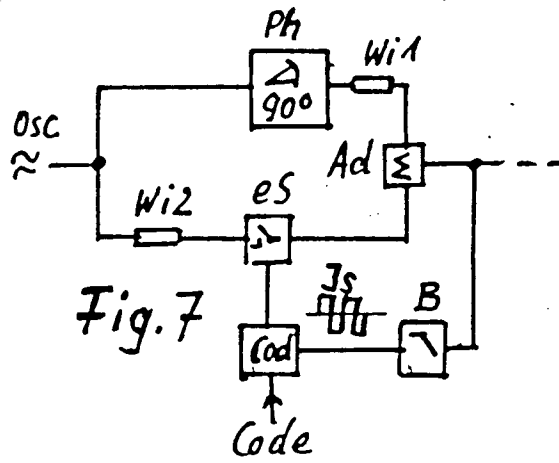 Ph
90°
Wi1
Osc
≈
Ad
Σ
Wi2
eS
Fig.7
Js
B
Cod
Code